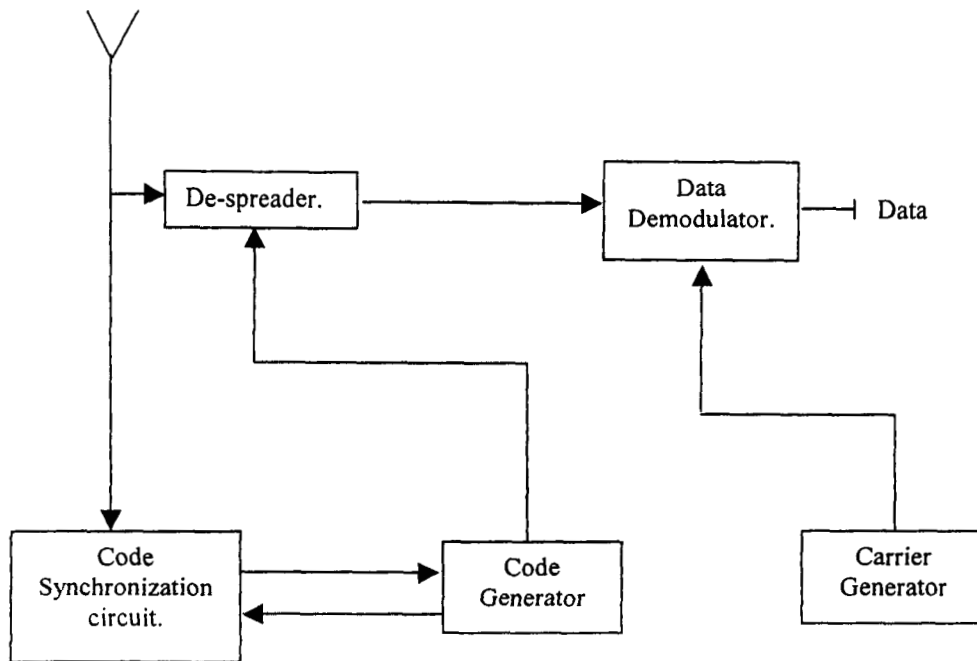 De-spreader.
Data
Demodulator.
Data
Code
Synchronization
circuit.
Code
Generator
Carrier
Generator